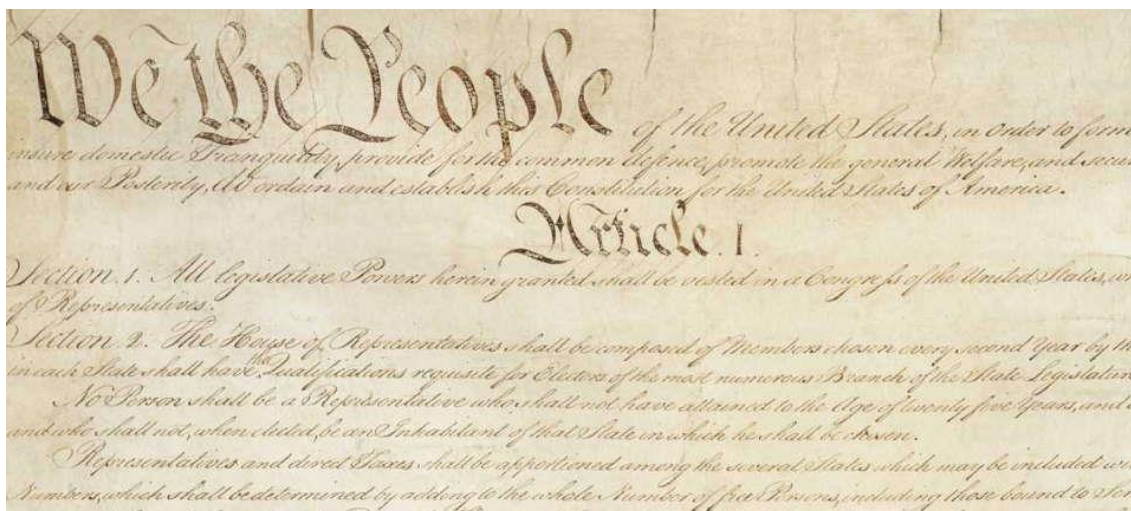 We the People of the United States, in Order to form
insure domestic Tranquility, provide for the common defence, promote the general Welfare, and secu
and our Posterity, do ordain and establish this Constitution for the United States of America.
Article. I.
Section. 1. All legislative Powers herein granted shall be vested in a Congress of the United States, w
of Representatives.
Section. 2. The House of Representatives shall be composed of Members chosen every second Year by th
in each State shall have the Qualifications requisite for Electors of the most numerous Branch of the State Legislatur
No Person shall be a Representative who shall not have attained to the Age of twenty five Years, and
and who shall not, when elected, be an Inhabitant of that State in which he shall be chosen.
Representatives and direct Taxes shall be apportioned among the several States which may be included wi
Numbers, which shall be determined by adding to the whole Number of free Persons, including those bound to